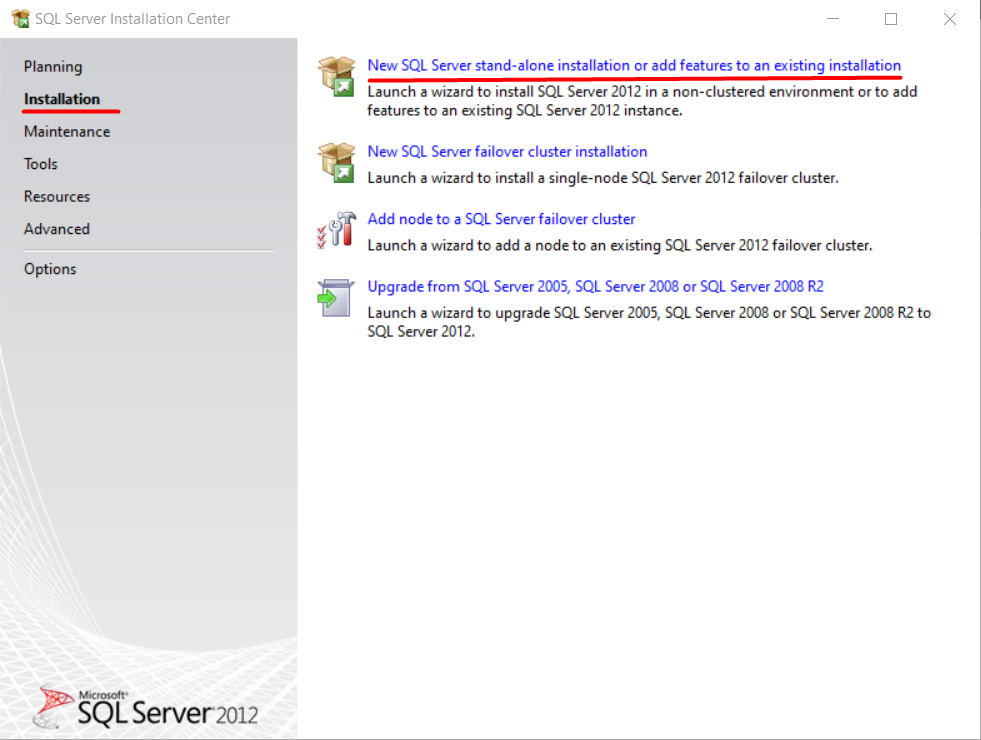 SQL Server Installation Center
Planning
Installation
Maintenance
Tools
Resources
Advanced
Options
New SQL Server stand-alone installation or add features to an existing installation
Launch a wizard to install SQL Server 2012 in a non-clustered environment or to add
features to an existing SQL Server 2012 instance.
New SQL Server failover cluster installation
Launch a wizard to install a single-node SQL Server 2012 failover cluster.
Add node to a SQL Server failover cluster
Launch a wizard to add a node to an existing SQL Server 2012 failover cluster.
Upgrade from SQL Server 2005, SQL Server 2008 or SQL Server 2008 R2
Launch a wizard to upgrade SQL Server 2005, SQL Server 2008 or SQL Server 2008 R2 to
SQL Server 2012.
Microsoft®
SQL Server 2012